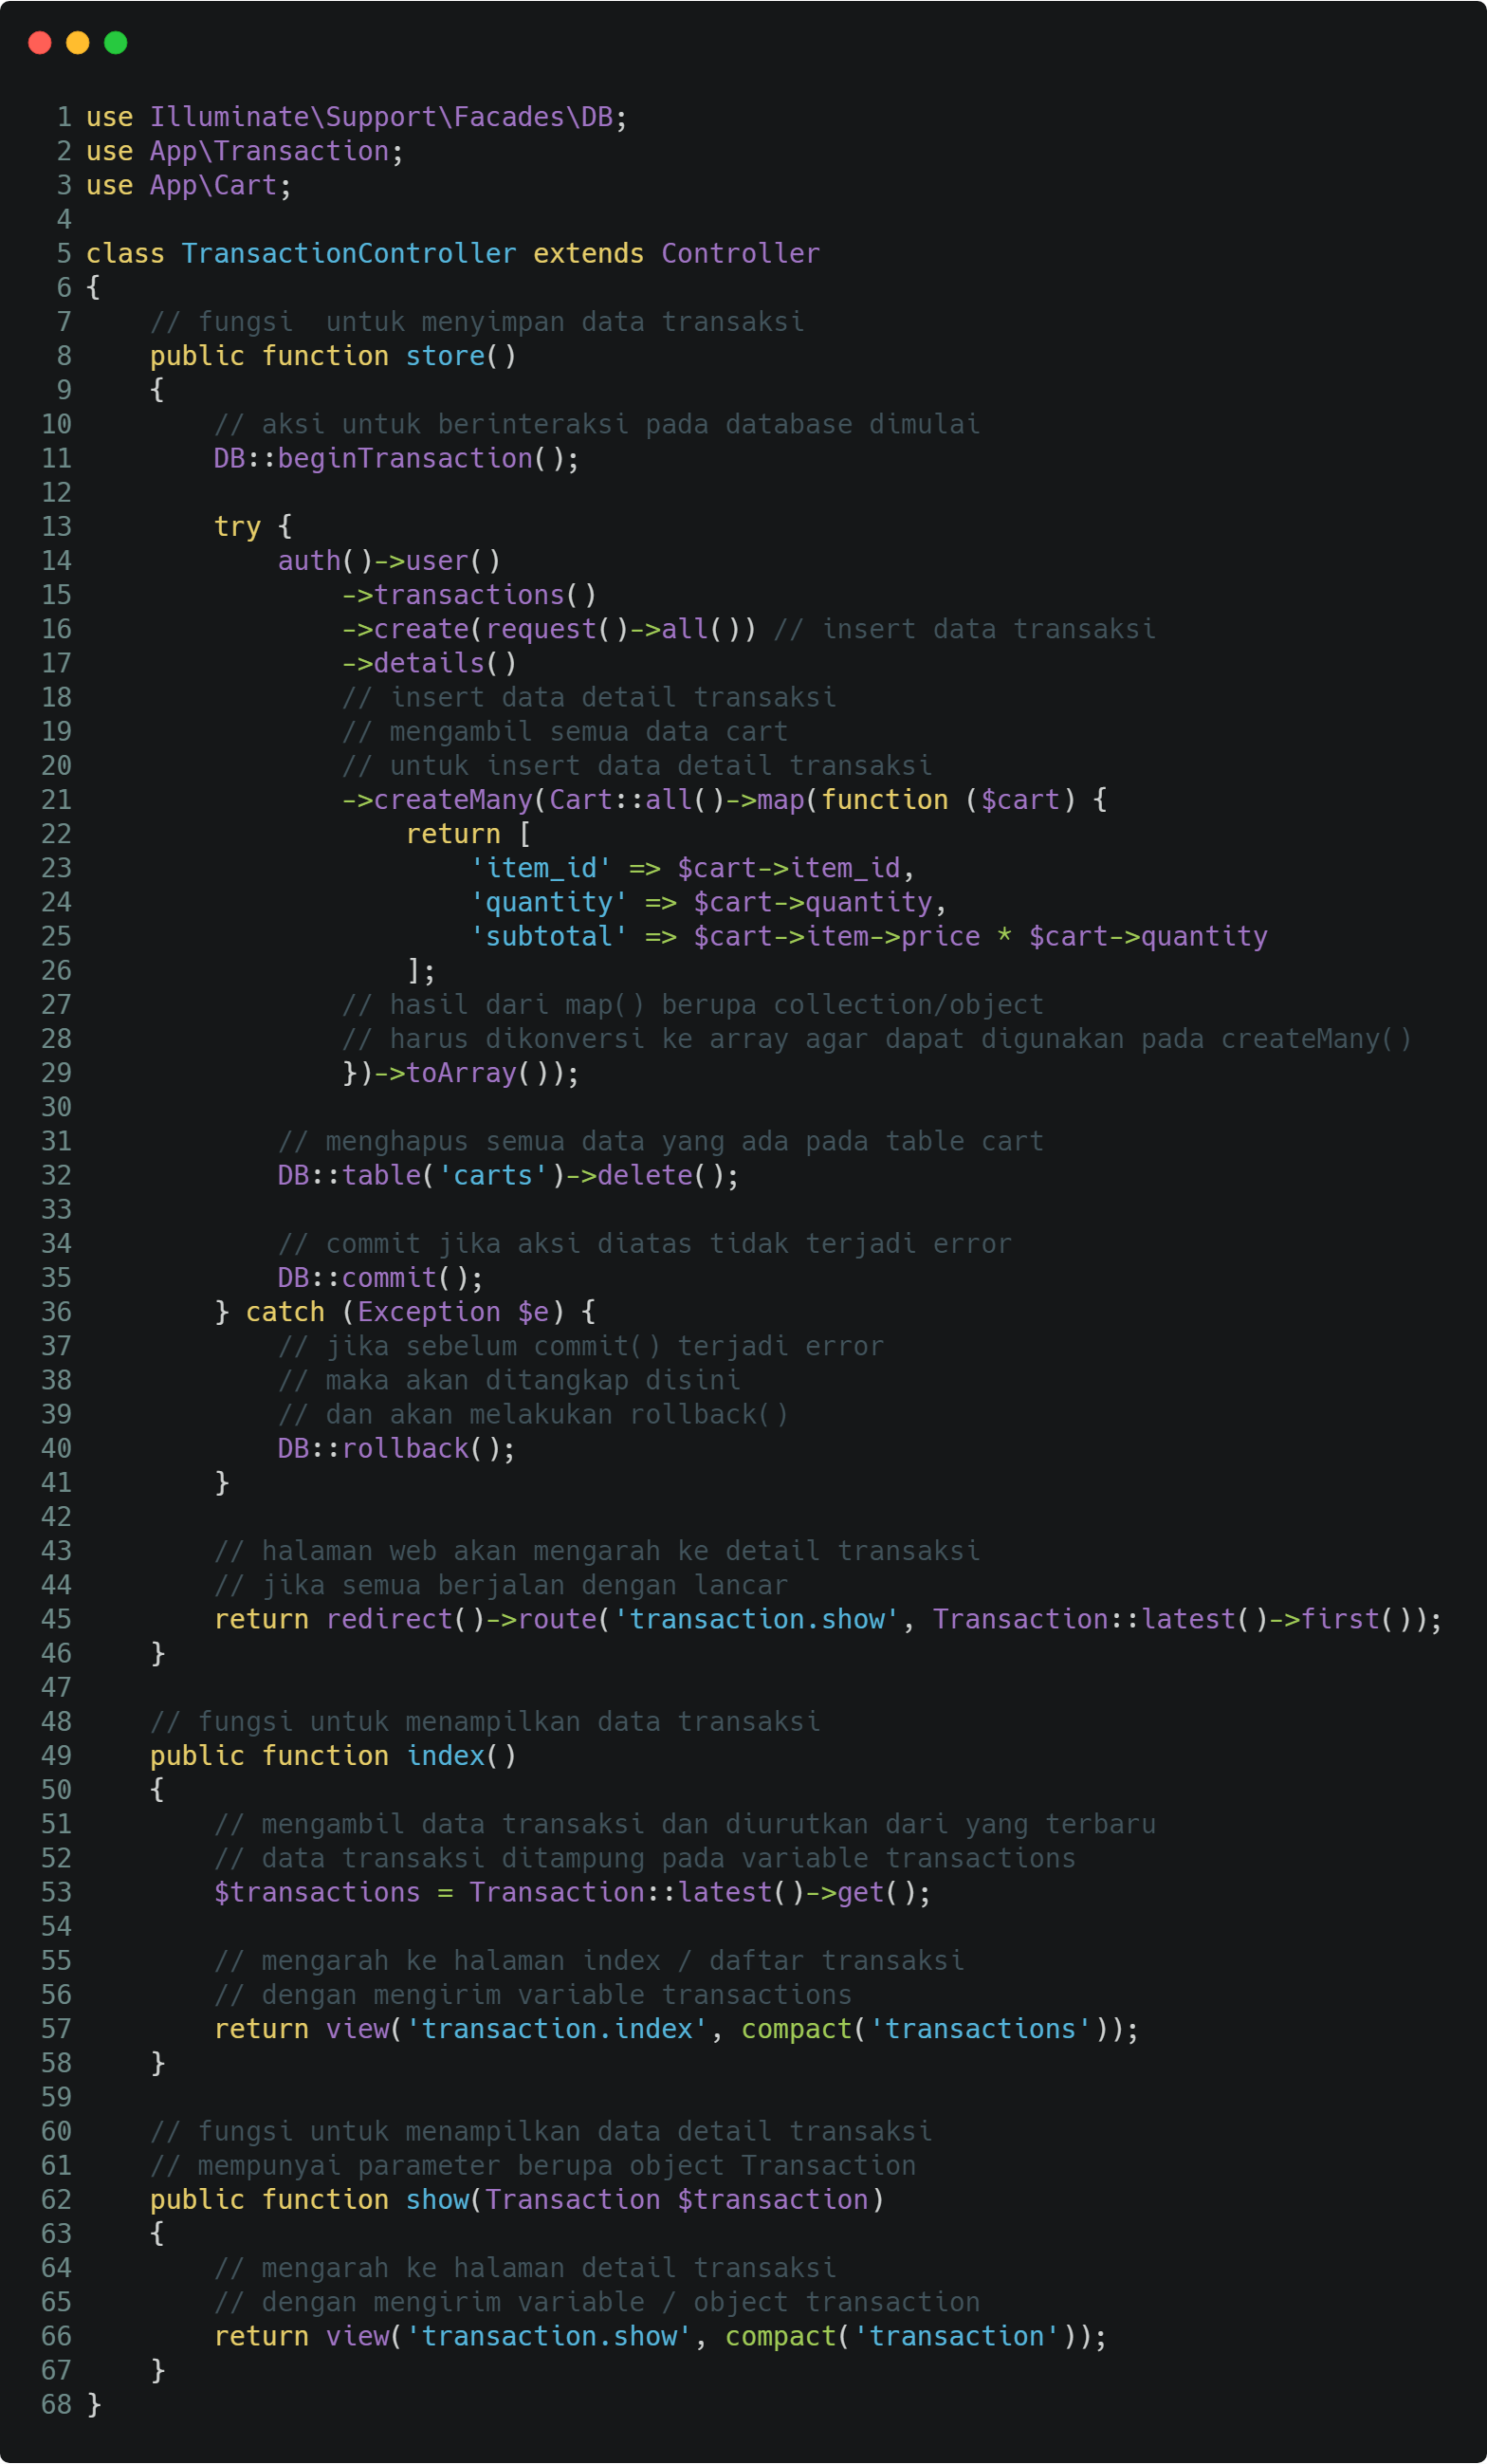 1 use Illuminate\Support\Facades\DB;
2 use App\Transaction;
3 use App\Cart;
4
5 class TransactionController extends Controller
6 {
7     // fungsi  untuk menyimpan data transaksi
8     public function store()
9     {
10         // aksi untuk berinteraksi pada database dimulai
11         DB::beginTransaction();
12
13         try {
14             auth()->user()
15                 ->transactions()
16                 ->create(request()->all()) // insert data transaksi
17                 ->details()
18                 // insert data detail transaksi
19                 // mengambil semua data cart
20                 // untuk insert data detail transaksi
21                 ->createMany(Cart::all()->map(function ($cart) {
22                     return [
23                         'item_id' => $cart->item_id,
24                         'quantity' => $cart->quantity,
25                         'subtotal' => $cart->item->price * $cart->quantity
26                     ];
27                 // hasil dari map() berupa collection/object
28                 // harus dikonversi ke array agar dapat digunakan pada createMany()
29                 })->toArray());
30
31             // menghapus semua data yang ada pada table cart
32             DB::table('carts')->delete();
33
34             // commit jika aksi diatas tidak terjadi error
35             DB::commit();
36         } catch (Exception $e) {
37             // jika sebelum commit() terjadi error
38             // maka akan ditangkap disini
39             // dan akan melakukan rollback()
40             DB::rollback();
41         }
42
43         // halaman web akan mengarah ke detail transaksi
44         // jika semua berjalan dengan lancar
45         return redirect()->route('transaction.show', Transaction::latest()->first());
46     }
47
48     // fungsi untuk menampilkan data transaksi
49     public function index()
50     {
51         // mengambil data transaksi dan diurutkan dari yang terbaru
52         // data transaksi ditampung pada variable transactions
53         $transactions = Transaction::latest()->get();
54
55         // mengarah ke halaman index / daftar transaksi
56         // dengan mengirim variable transactions
57         return view('transaction.index', compact('transactions'));
58     }
59
60     // fungsi untuk menampilkan data detail transaksi
61     // mempunyai parameter berupa object Transaction
62     public function show(Transaction $transaction)
63     {
64         // mengarah ke halaman detail transaksi
65         // dengan mengirim variable / object transaction
66         return view('transaction.show', compact('transaction'));
67     }
68 }